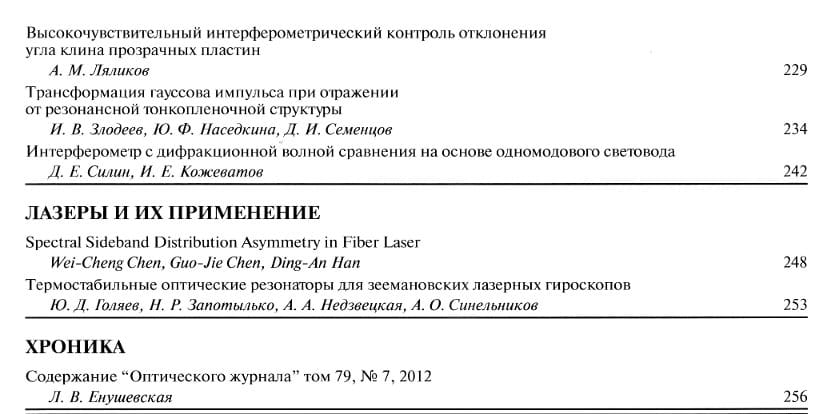 Высокочувствительный интерферометрический контроль отклонения
угла клина прозрачных пластин
А. М. Ляликов 229
Трансформация гауссова импульса при отражении
от резонансной тонкопленочной структуры
И. В. Злодеев, Ю. Ф. Наседкина, Д. И. Семенцов 234
Интерферометр с дифракционной волной сравнения на основе одномодового световода
Д. Е. Силин, И. Е. Кожеватов 242
ЛАЗЕРЫ И ИХ ПРИМЕНЕНИЕ
Spectral Sideband Distribution Asymmetry in Fiber Laser
Wei-Cheng Chen, Guo-Jie Chen, Ding-An Han 248
Термостабильные оптические резонаторы для зеемановских лазерных гироскопов
Ю. Д. Голяев, Н. Р. Запотылько, А. А. Недзвецкая, А. О. Синельников 253
ХРОНИКА
Содержание “Оптического журнала” том 79, № 7, 2012
Л. В. Енушевская 256